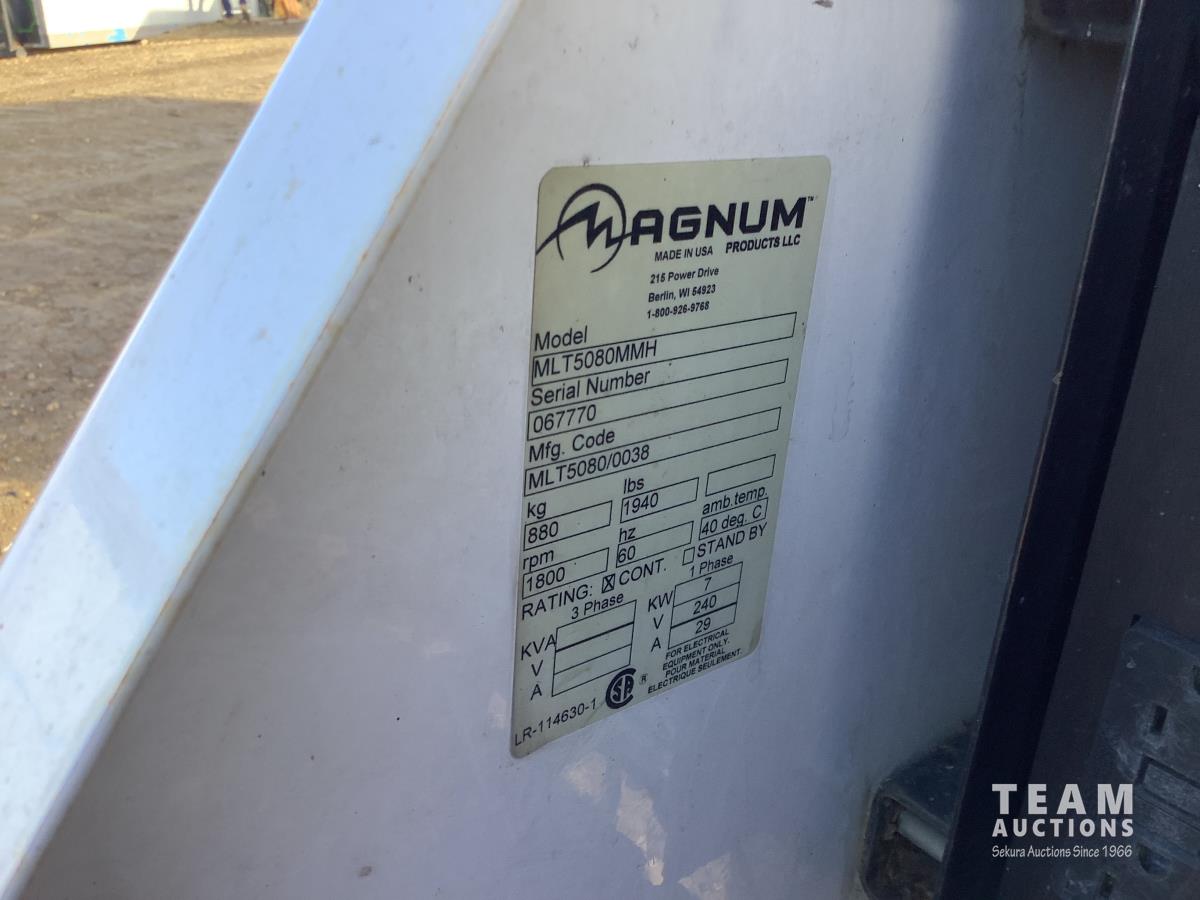 MAGNUM™
MADE IN USA PRODUCTS LLC
215 Power Drive
Berlin, WI 54923
1-800-926-9768
Model
MLT5080MMH
Serial Number
067770
Mfg. Code
MLT5080/0038
kg lbs
880 1940
rpm hz amb.temp.
1800 60 40 deg. C
RATING: ☒ CONT. ☐ STAND BY
3 Phase 1 Phase
KVA KW 7
V V 240
A A 29
FOR ELECTRICAL
EQUIPMENT ONLY.
POUR MATERIAL
ELECTRIQUE SEULEMENT.
LR-114630-1 SA ®
TEAM
AUCTIONS
Sekura Auctions Since 1966